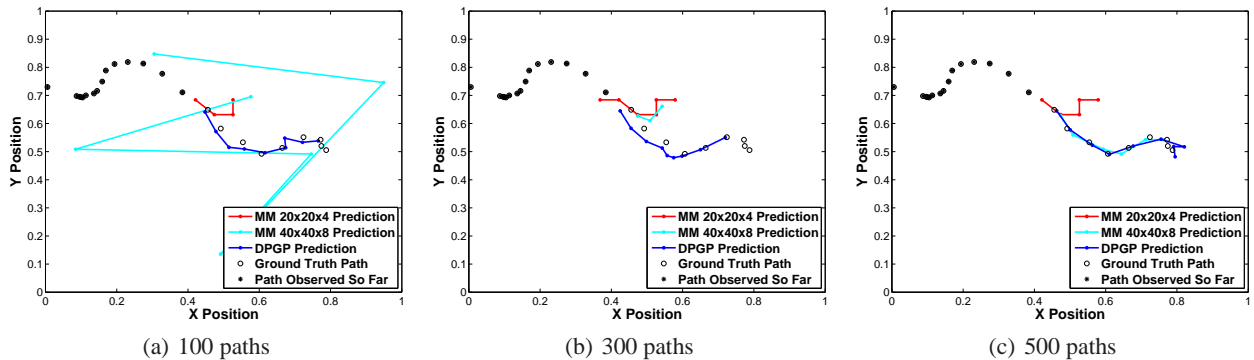 1
0.9
0.8
0.7
0.6
0.5
0.4
0.3
0.2
0.1
0
0 0.2 0.4 0.6 0.8 1
Y Position
X Position
MM 20x20x4 Prediction
MM 40x40x8 Prediction
DPGP Prediction
Ground Truth Path
Path Observed So Far
(a) 100 paths
1
0.9
0.8
0.7
0.6
0.5
0.4
0.3
0.2
0.1
0
0 0.2 0.4 0.6 0.8 1
Y Position
X Position
MM 20x20x4 Prediction
MM 40x40x8 Prediction
DPGP Prediction
Ground Truth Path
Path Observed So Far
(b) 300 paths
1
0.9
0.8
0.7
0.6
0.5
0.4
0.3
0.2
0.1
0
0 0.2 0.4 0.6 0.8 1
Y Position
X Position
MM 20x20x4 Prediction
MM 40x40x8 Prediction
DPGP Prediction
Ground Truth Path
Path Observed So Far
(c) 500 paths